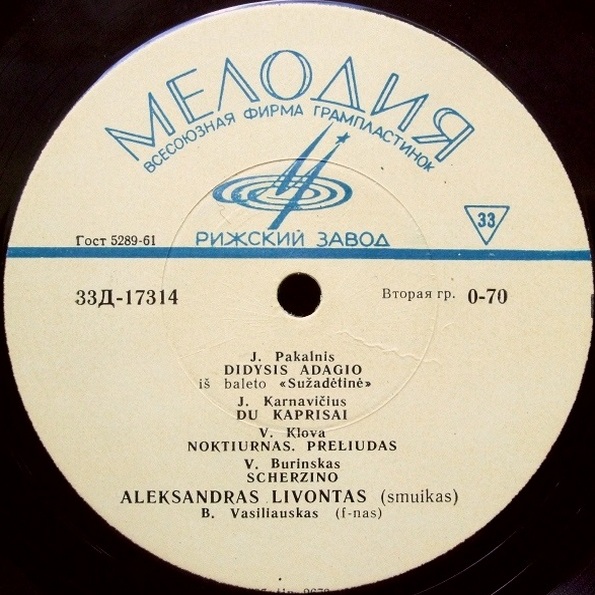 МЕЛОДИЯ
ВСЕСОЮЗНАЯ ФИРМА ГРАМПЛАСТИНОК
33
Гост 5289-61
РИЖСКИЙ ЗАВОД
33Д-17314
Вторая гр. 0-70
J. Pakalnis
DIDYSIS ADAGIO
iš baleto «Sužadėtinė»
J. Karnavičius
DU KAPRISAI
V. Klova
NOKTIURNAS. PRELIUDAS
V. Burinskas
SCHERZINO
ALEKSANDRAS LIVONTAS (smuikas)
B. Vasiliauskas (f-nas)